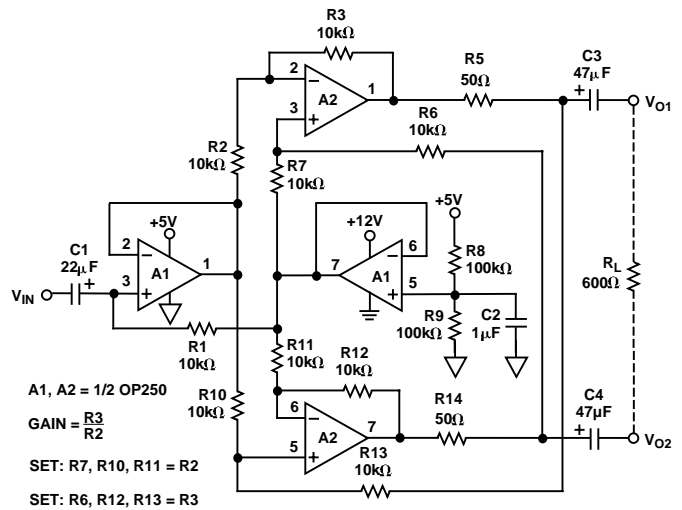 R3
10kΩ
R5
50Ω
C3
47μF
2
1
A2
3
+
−
VO1
R6
10kΩ
R2
10kΩ
R7
10kΩ
+5V
+12V
+5V
2
−
1
A1
3
+
C1
22μF
+
VIN
7
A1
6
−
5
+
R8
100kΩ
R9
100kΩ
C2
1μF
RL
600Ω
R1
10kΩ
R11
10kΩ
R12
10kΩ
R10
10kΩ
R14
50Ω
C4
47μF
+
+
6
−
7
A2
5
+
VO2
R13
10kΩ
A1, A2 = 1/2 OP250
GAIN = R3
R2
SET: R7, R10, R11 = R2
SET: R6, R12, R13 = R3